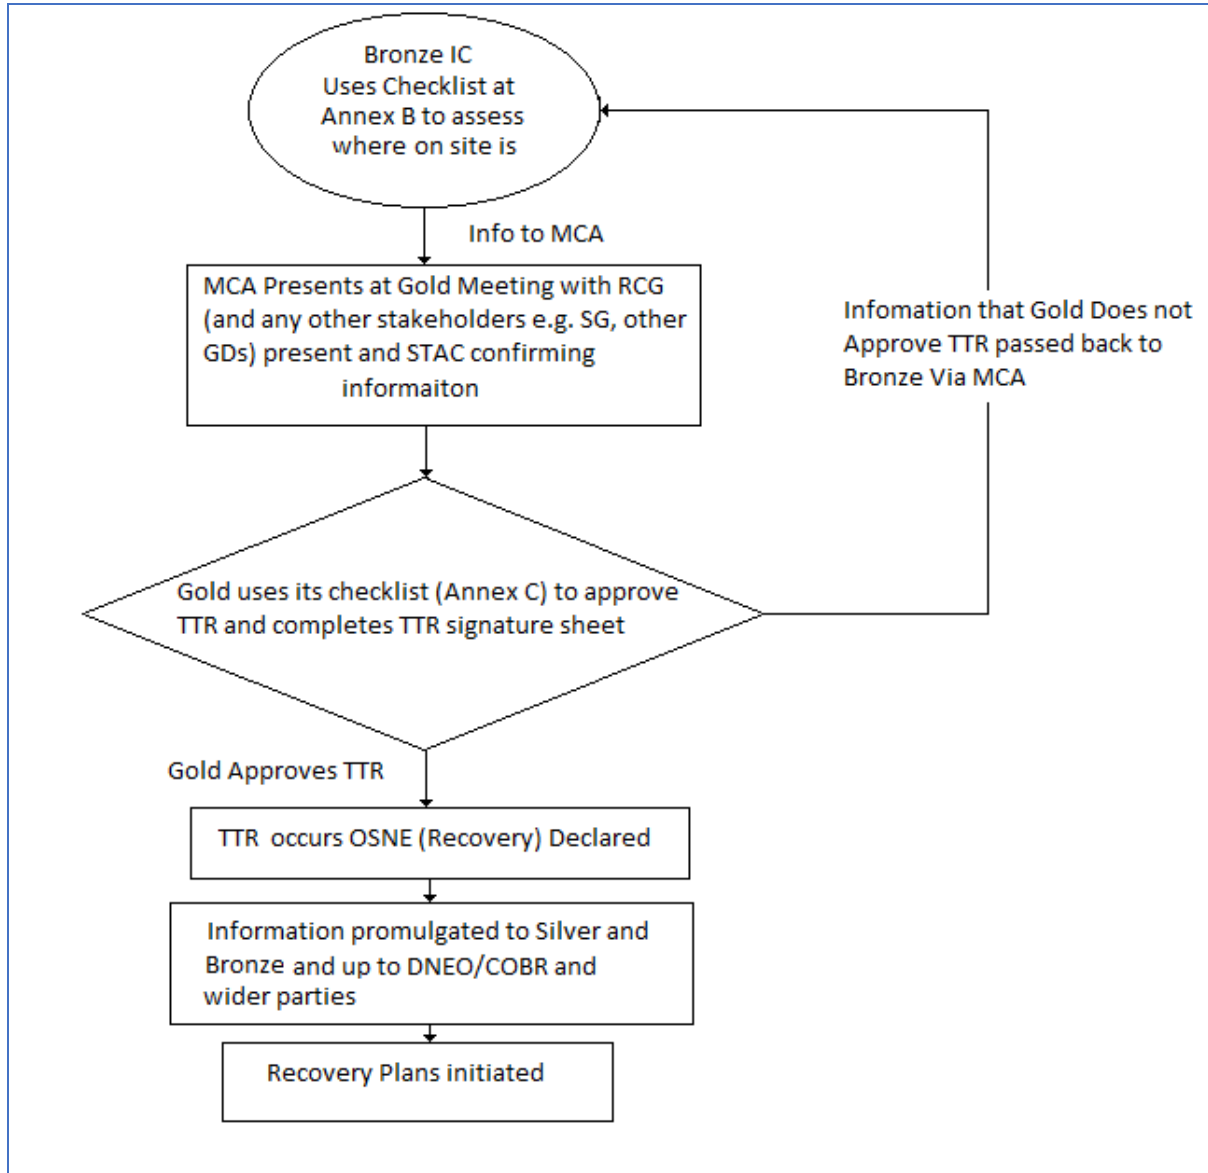 Bronze IC
Uses Checklist at
Annex B to assess
where on site is
Info to MCA
MCA Presents at Gold Meeting with RCG
(and any other stakeholders e.g. SG, other
GDs) present and STAC confirming
informaiton
Infomation that Gold Does not
Approve TTR passed back to
Bronze Via MCA
Gold uses its checklist (Annex C) to approve
TTR and completes TTR signature sheet
Gold Approves TTR
TTR occurs OSNE (Recovery) Declared
Information promulgated to Silver and
Bronze and up to DNEO/COBR and
wider parties
Recovery Plans initiated